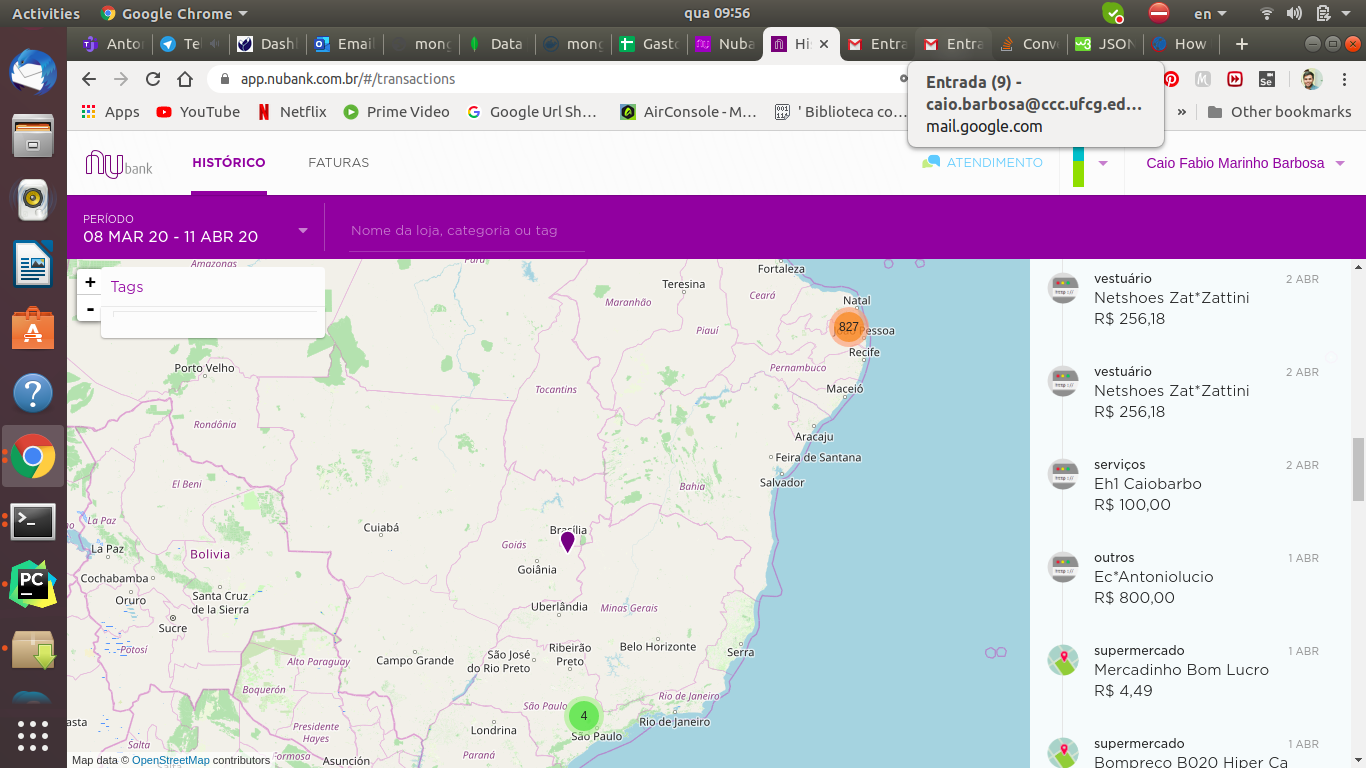 Activities
Google Chrome
qua 09:56
en
Anto
Tel
Dash
Email
mong
Data
mong
Gasto
Nuba
His
Entra
Entra
Conv
JSON
How
app.nubank.com.br/#/transactions
Entrada (9) -
caio.barbosa@ccc.ufcg.ed…
mail.google.com
Apps
YouTube
Netflix
Prime Video
Google Url Sh…
AirConsole - M…
' Biblioteca co…
»
Other bookmarks
nu bank
HISTÓRICO
FATURAS
ATENDIMENTO
Caio Fabio Marinho Barbosa
PERÍODO
08 MAR 20 - 11 ABR 20
Nome da loja, categoria ou tag
+
-
Tags
Amazonas
Pará
Fortaleza
Teresina
Ceará
Maranhão
Natal
827
João Pessoa
Piauí
Recife
Porto Velho
Pernambuco
Tocantins
Maceió
Rondônia
Aracaju
Feira de Santana
El Beni
Salvador
Bahia
La Paz
Cuiabá
Brasília
La Paz
Bolivia
Goiás
Goiânia
Cochabamba
Oruro
Santa Cruz
de la Sierra
Uberlândia
Minas Gerais
Sucre
Potosí
Belo Horizonte
Serra
Alto Paraguay
Campo Grande
São José
do Rio Preto
Ribeirão
Preto
Boquerón
Rio de Janeiro
São Paulo
4
Rio de Janeiro
Presidente
Hayes
Londrina
São Paulo
Salta
Formosa
Asunción
Paraná
Map data © OpenStreetMap contributors
vestuário
2 ABR
Netshoes Zat*Zattini
R$ 256,18
vestuário
2 ABR
Netshoes Zat*Zattini
R$ 256,18
serviços
2 ABR
Eh1 Caiobarbo
R$ 100,00
outros
1 ABR
Ec*Antoniolucio
R$ 800,00
supermercado
1 ABR
Mercadinho Bom Lucro
R$ 4,49
supermercado
1 ABR
Bompreco B020 Hiper Ca